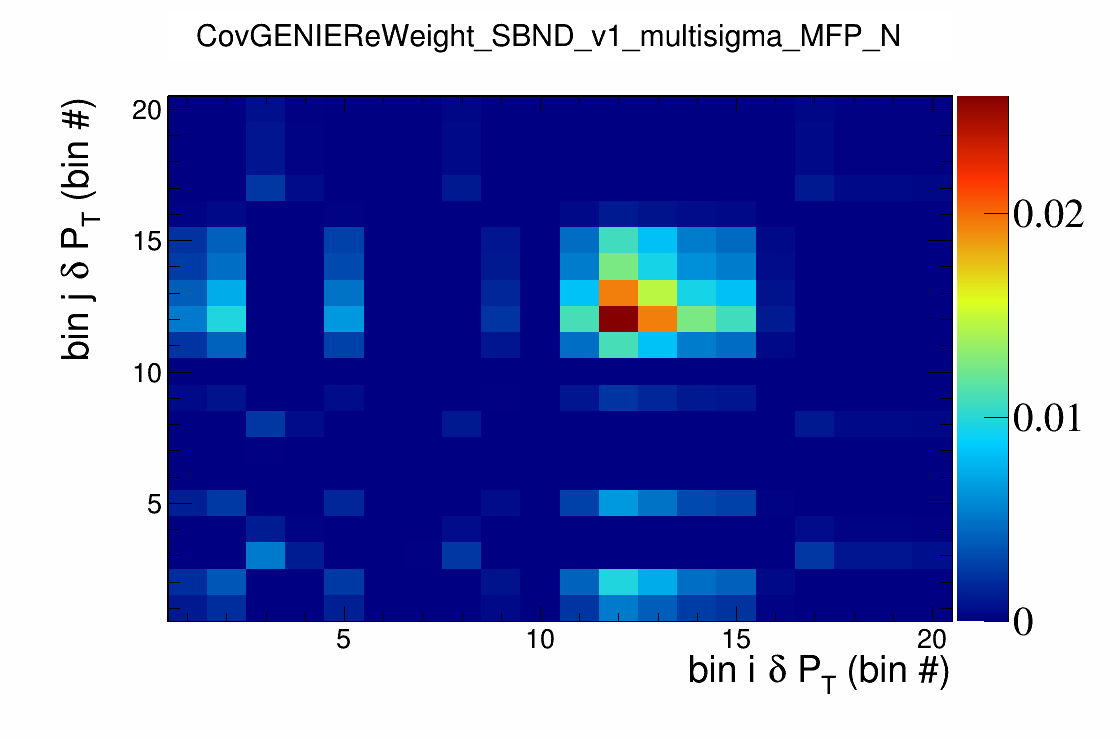 CovGENIEReWeight_SBND_v1_multisigma_MFP_N
bin j δ P_T (bin #)
20
15
10
5
5 10 15 20
bin i δ P_T (bin #)
0.02
0.01
0